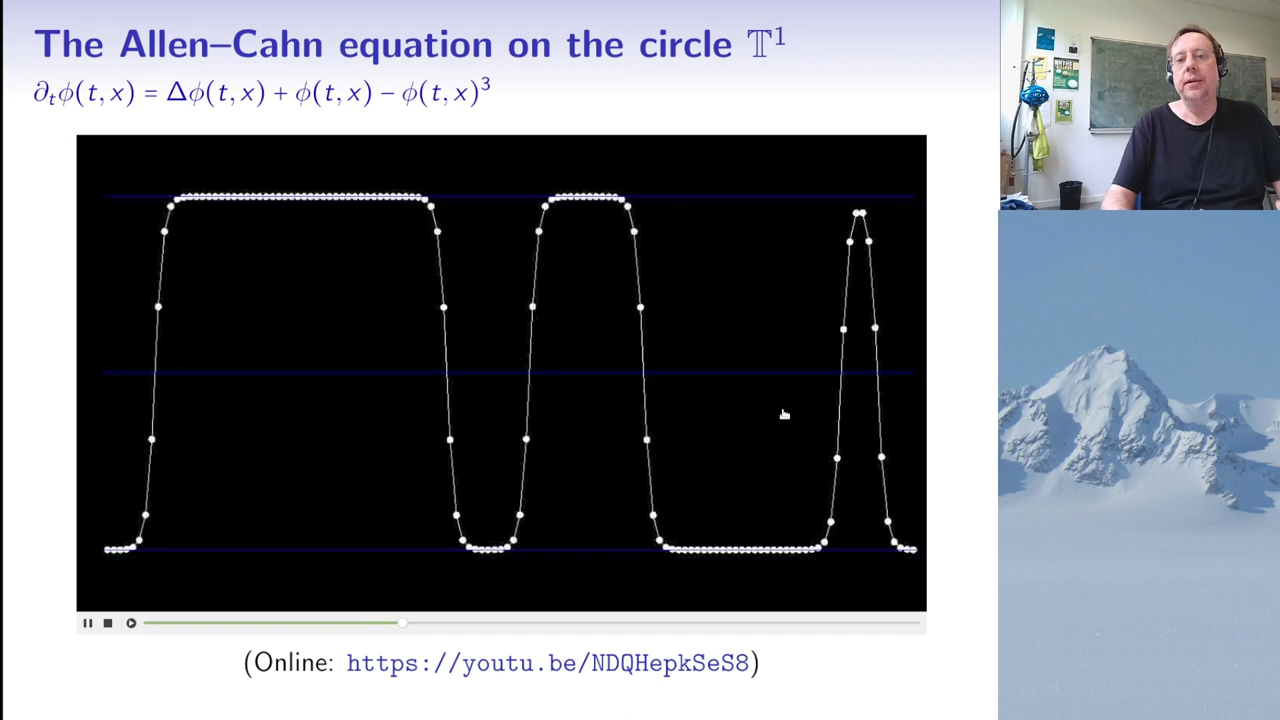 The Allen–Cahn equation on the circle 𝕋¹
∂ₜϕ(t, x) = Δϕ(t, x) + ϕ(t, x) − ϕ(t, x)³
(Online: https://youtu.be/NDQHepkSeS8)